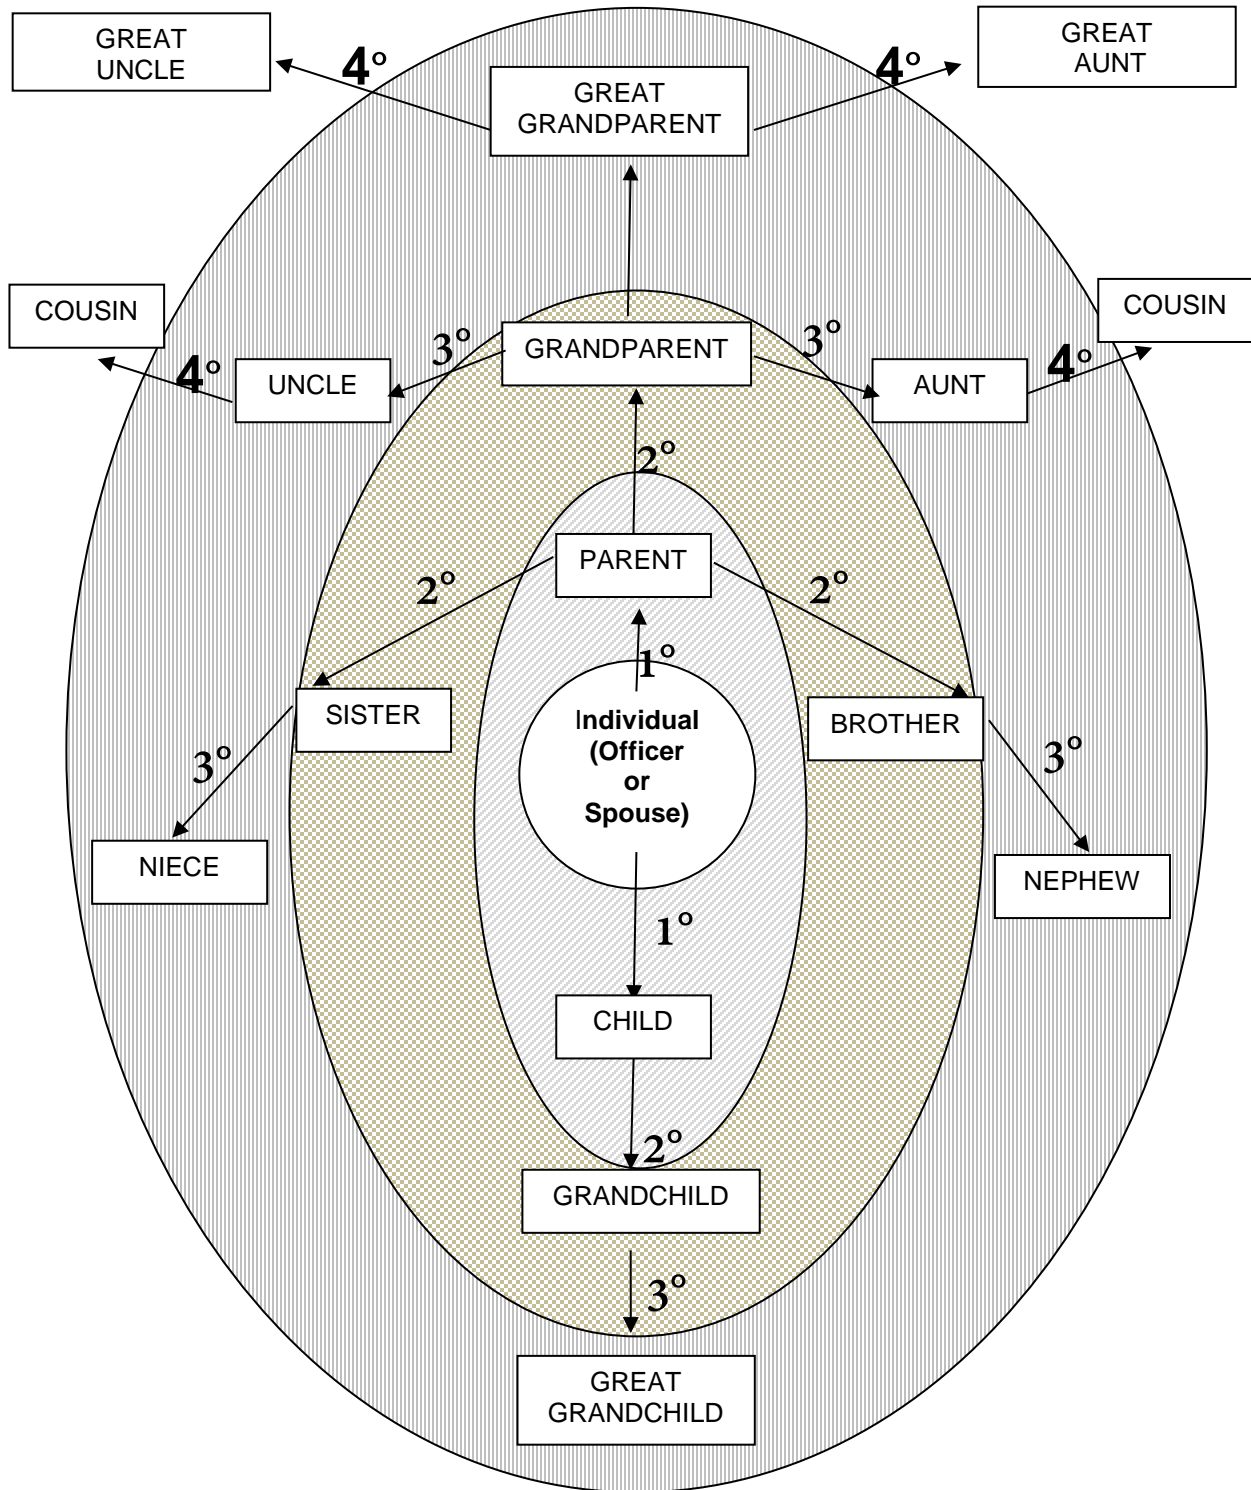 GREAT
UNCLE
4°
GREAT
GRANDPARENT
4°
GREAT
AUNT
COUSIN
4°
UNCLE
3°
GRANDPARENT
3°
AUNT
4°
COUSIN
2°
PARENT
2°
2°
1°
SISTER
Individual
(Officer
or
Spouse)
BROTHER
3°
3°
NIECE
NEPHEW
1°
CHILD
2°
GRANDCHILD
3°
GREAT
GRANDCHILD